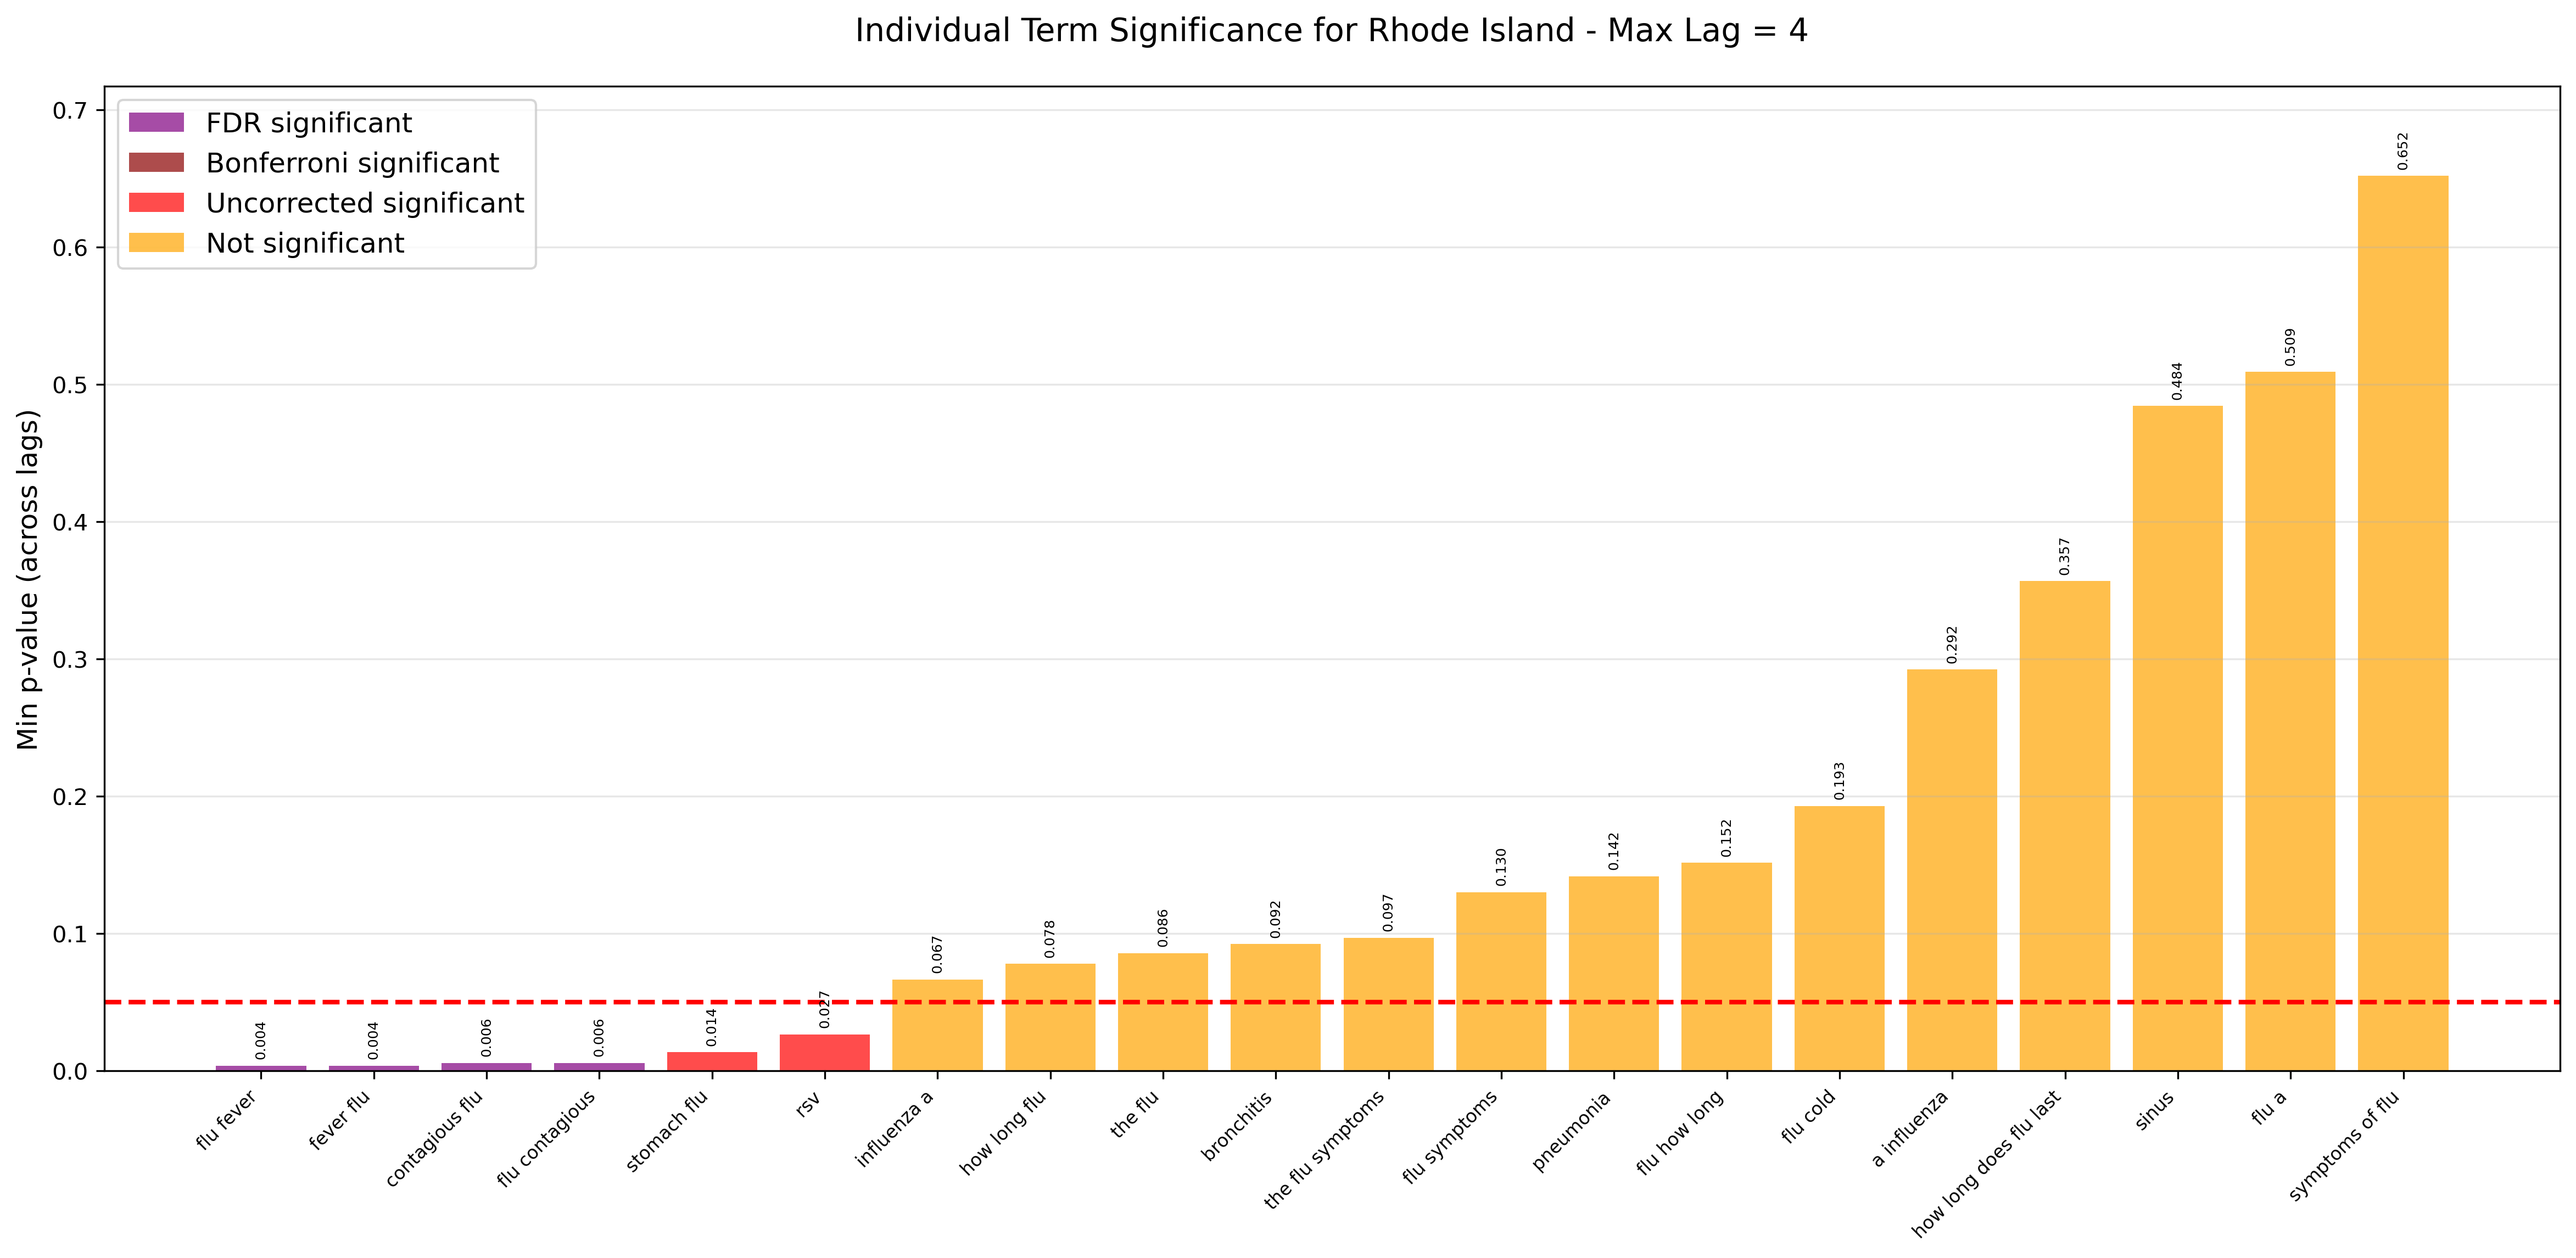 Individual Term Significance for Rhode Island - Max Lag = 4
FDR significant
Bonferroni significant
Uncorrected significant
Not significant
Min p-value (across lags)
0.7
0.6
0.5
0.4
0.3
0.2
0.1
0.0
0.004
0.004
0.006
0.006
0.014
0.027
0.067
0.078
0.086
0.092
0.097
0.130
0.142
0.152
0.193
0.292
0.357
0.484
0.509
0.652
flu fever
fever flu
contagious flu
flu contagious
stomach flu
rsv
influenza a
how long flu
the flu
bronchitis
the flu symptoms
flu symptoms
pneumonia
flu how long
flu cold
a influenza
how long does flu last
sinus
flu a
symptoms of flu